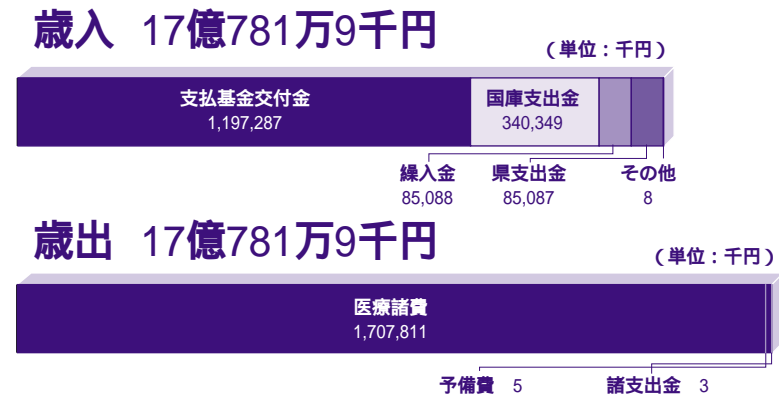 歳入 17億781万9千円
（単位：千円）
支払基金交付金 国庫支出金
1,197,287 340,349
繰入金 県支出金 その他
85,088 85,087 8
歳出 17億781万9千円
（単位：千円）
医療諸費
1,707,811
予備費 5 諸支出金 3